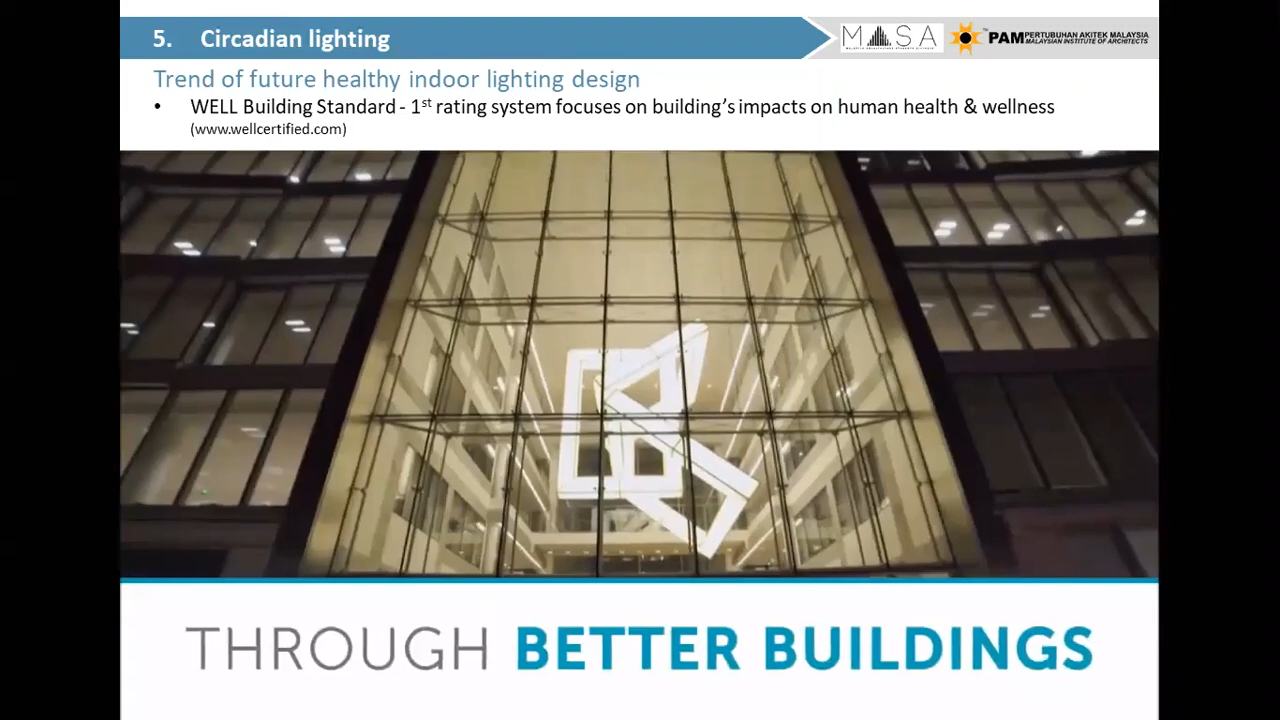 5. Circadian lighting
MASA
PAM PERTUBUHAN AKITEK MALAYSIA
MALAYSIAN INSTITUTE OF ARCHITECTS
Trend of future healthy indoor lighting design
• WELL Building Standard - 1st rating system focuses on building's impacts on human health & wellness
(www.wellcertified.com)
THROUGH BETTER BUILDINGS